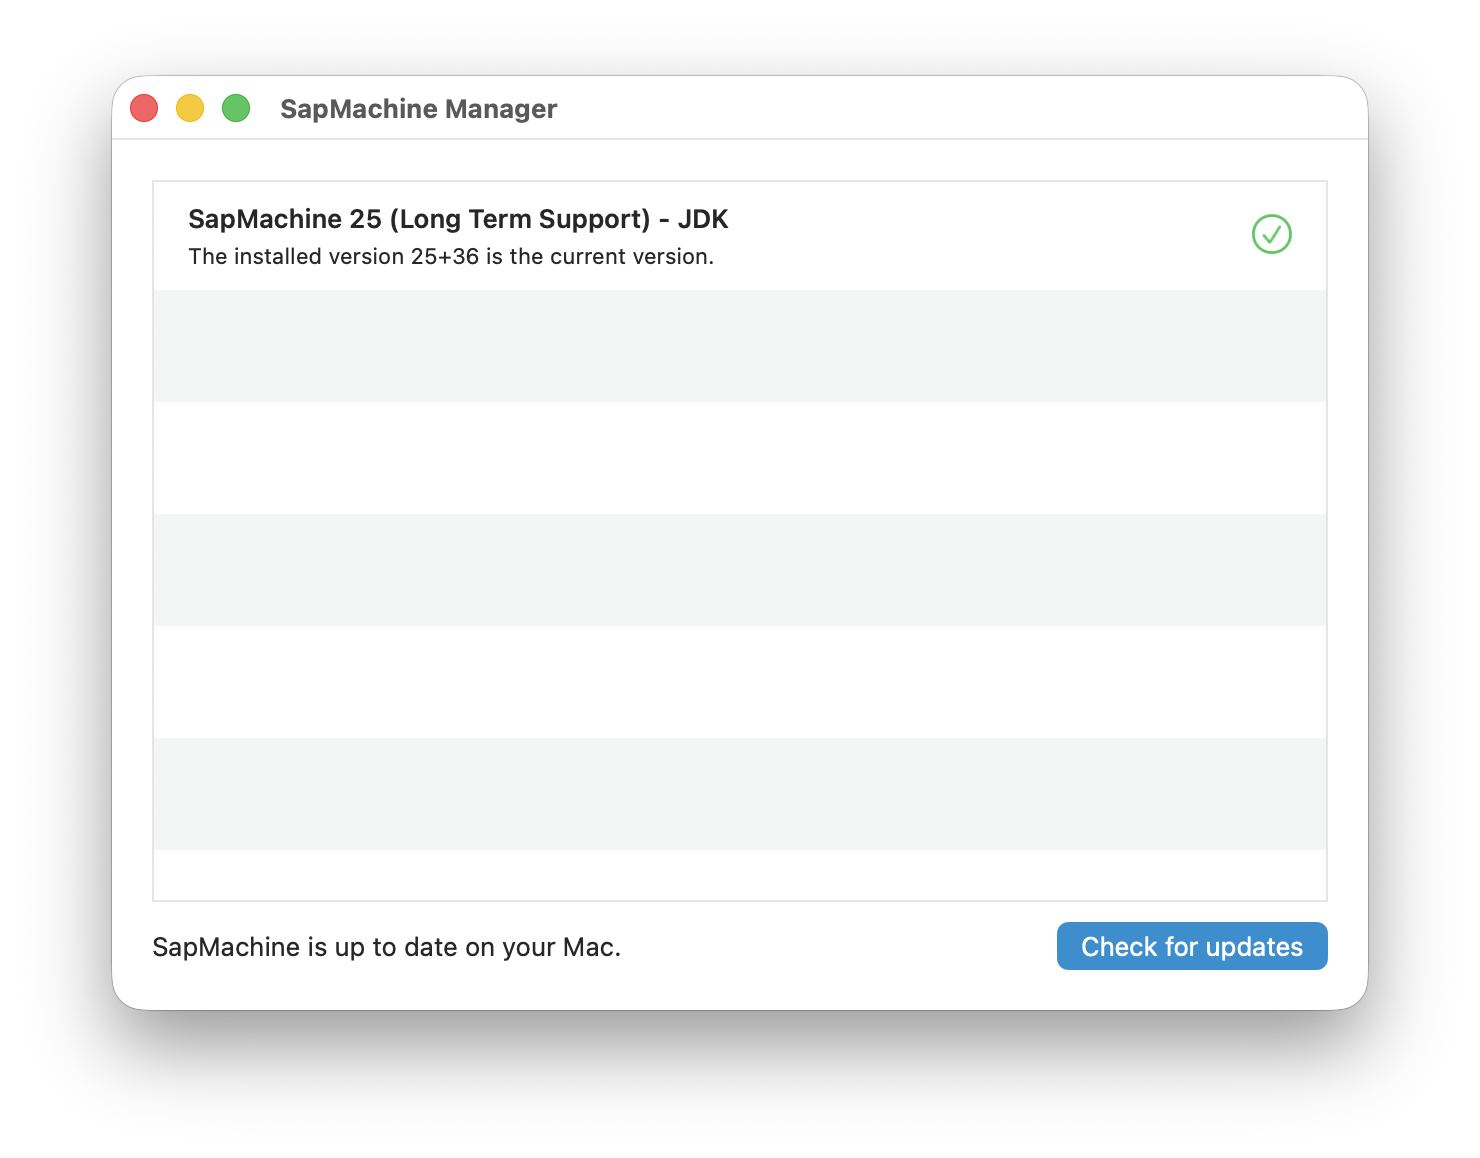 SapMachine Manager
SapMachine 25 (Long Term Support) - JDK
The installed version 25+36 is the current version.
SapMachine is up to date on your Mac.
Check for updates